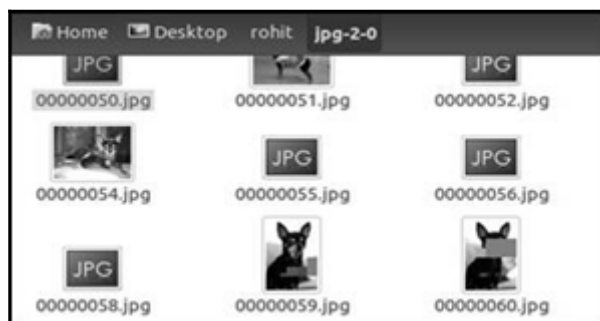 Home Desktop rohit jpg-2-0
JPG JPG
00000050.jpg 00000051.jpg 00000052.jpg
JPG JPG
00000054.jpg 00000055.jpg 00000056.jpg
JPG
00000058.jpg 00000059.jpg 00000060.jpg